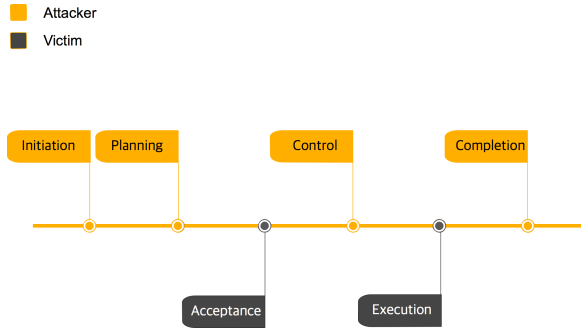 Attacker
Victim
Initiation
Planning
Control
Completion
Acceptance
Execution